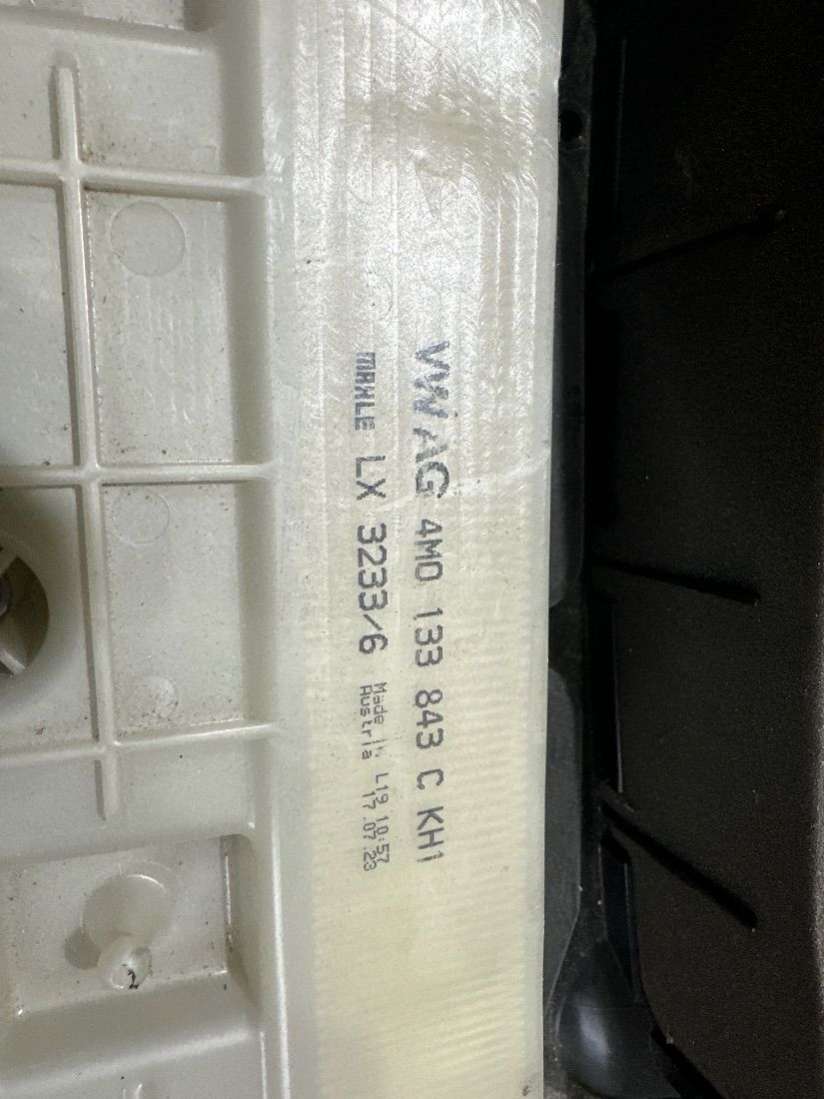 VW AG 4M0 133 843 C KH1
MAHLE LX 3233/6 Made in Austria L19 10:57 17.07.23
2